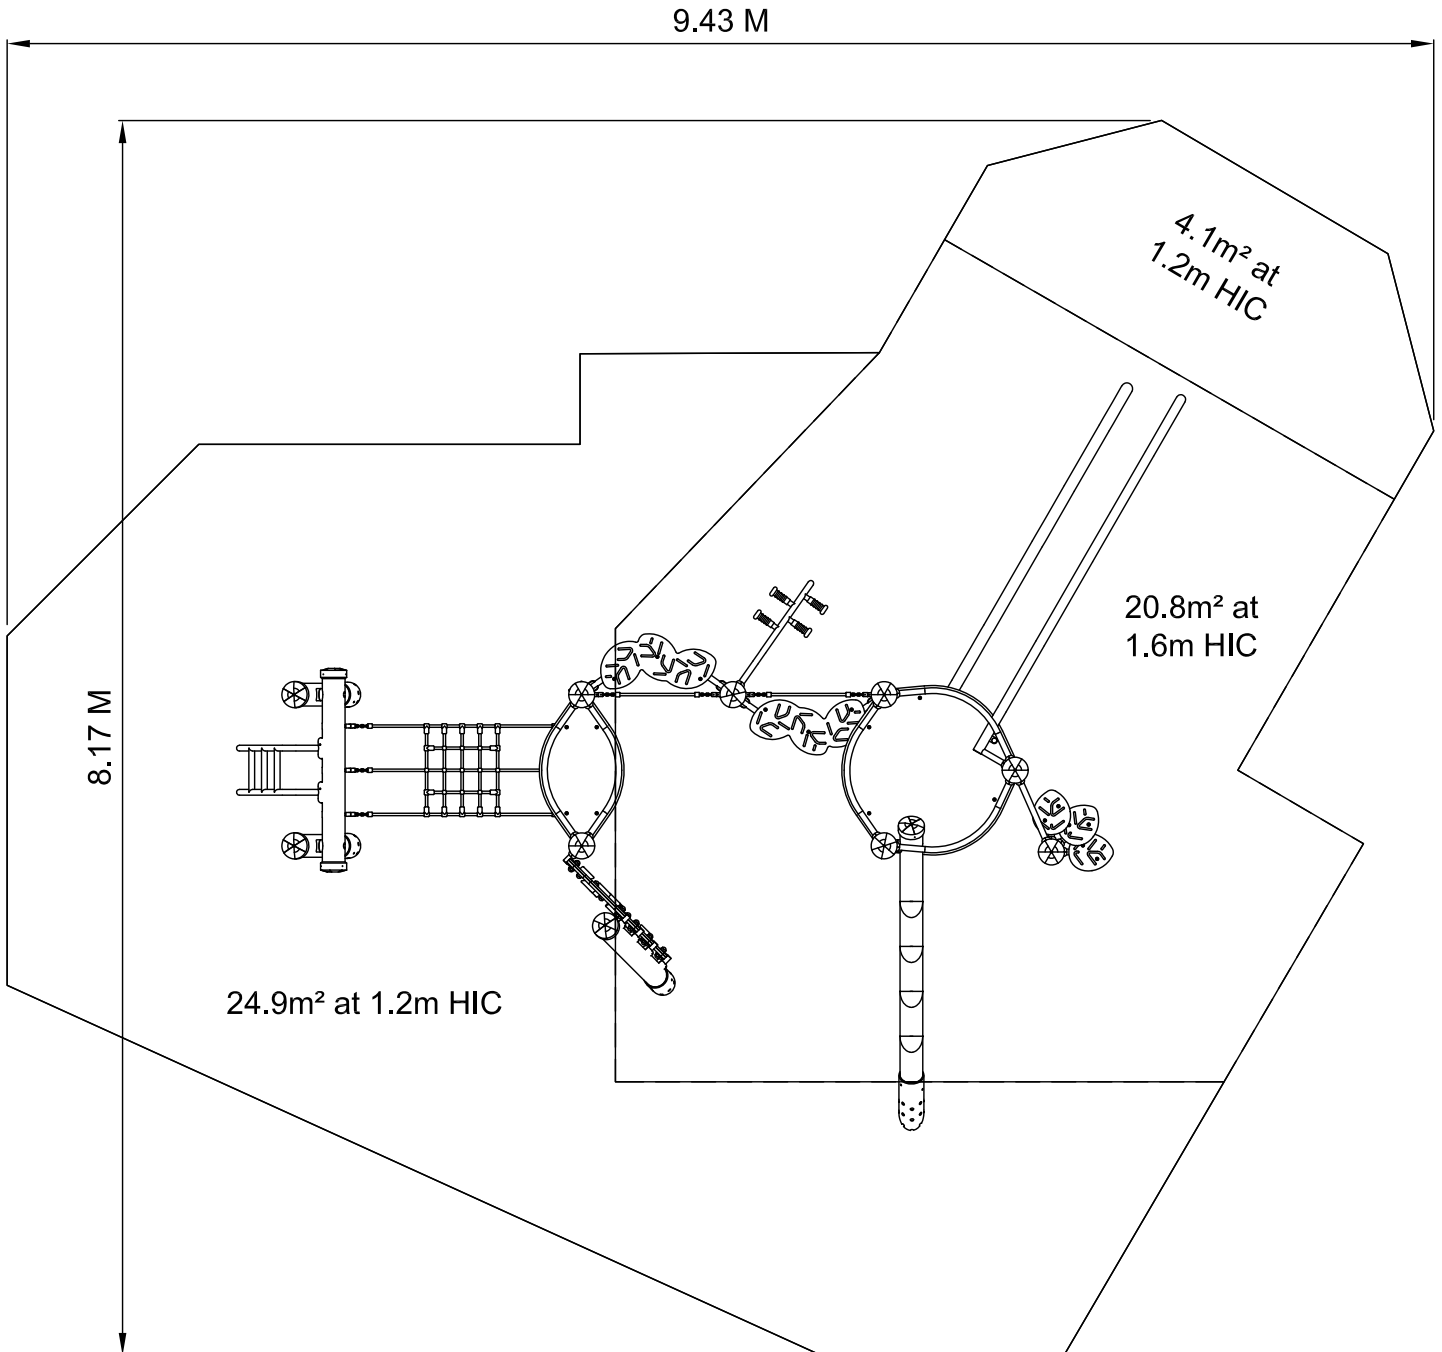 9.43 M
4.1m² at
1.2m HIC
20.8m² at
1.6m HIC
8.17 M
24.9m² at 1.2m HIC